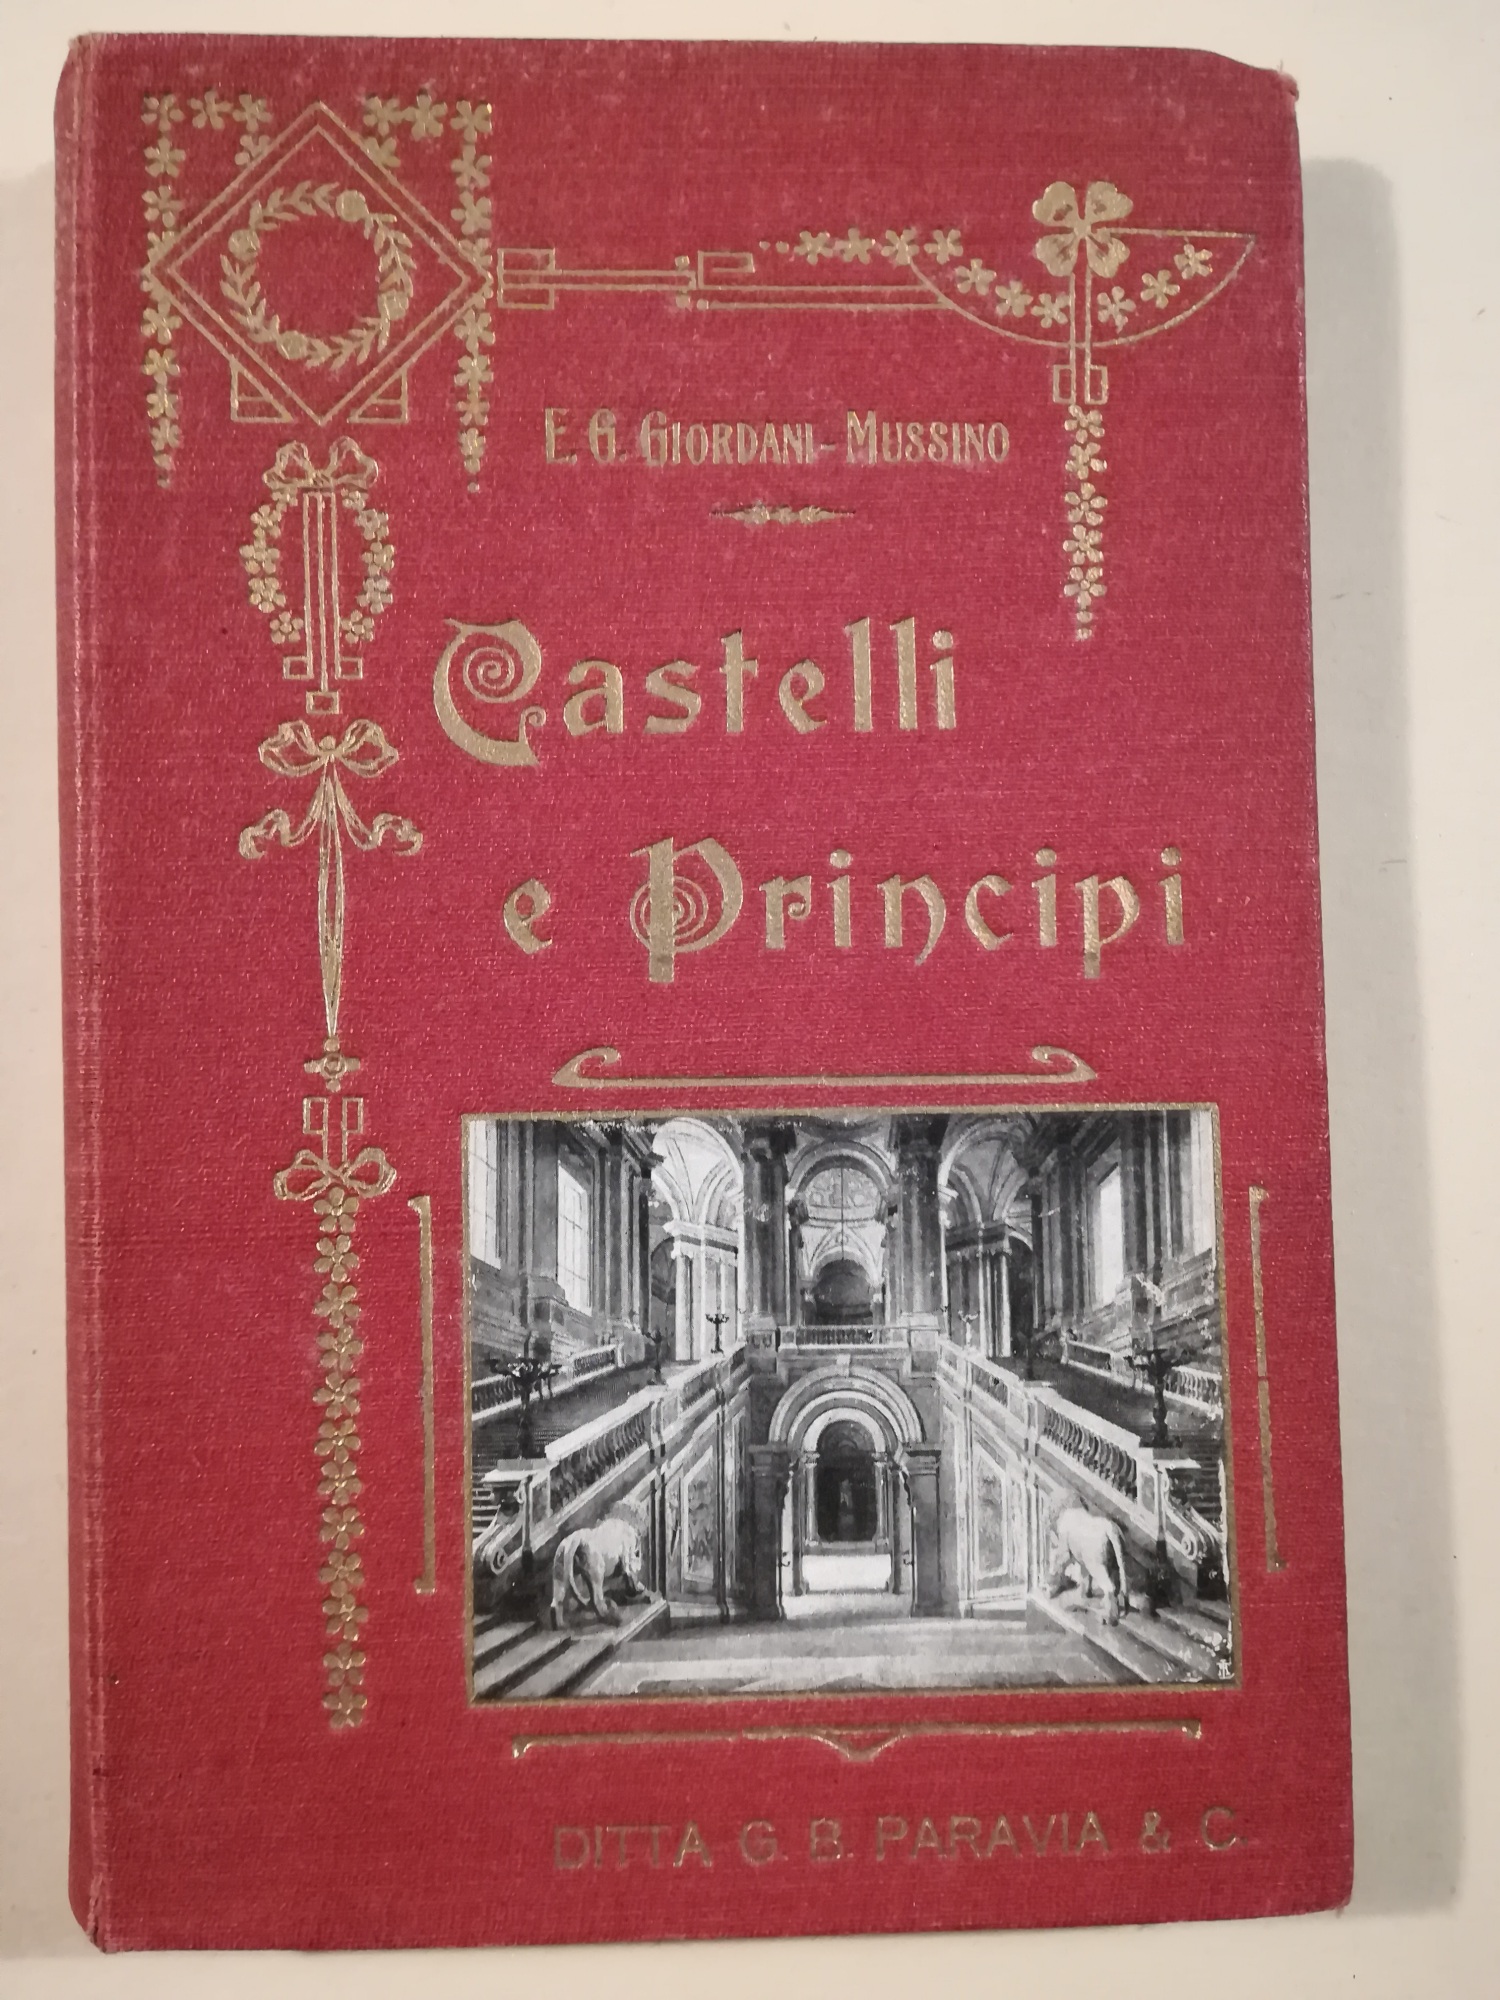 E. G. GIORDANI-MUSSINO
Castelli
e Principi
DITTA G. B. PARAVIA & C.